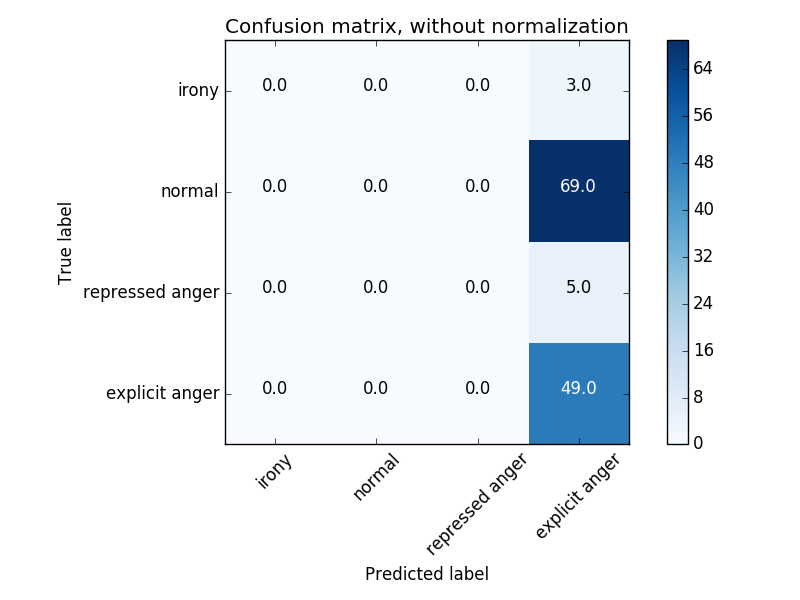 Confusion matrix, without normalization
irony 0.0 0.0 0.0 3.0
normal 0.0 0.0 0.0 69.0
repressed anger 0.0 0.0 0.0 5.0
explicit anger 0.0 0.0 0.0 49.0
irony normal repressed anger explicit anger
True label
Predicted label
64
56
48
40
32
24
16
8
0